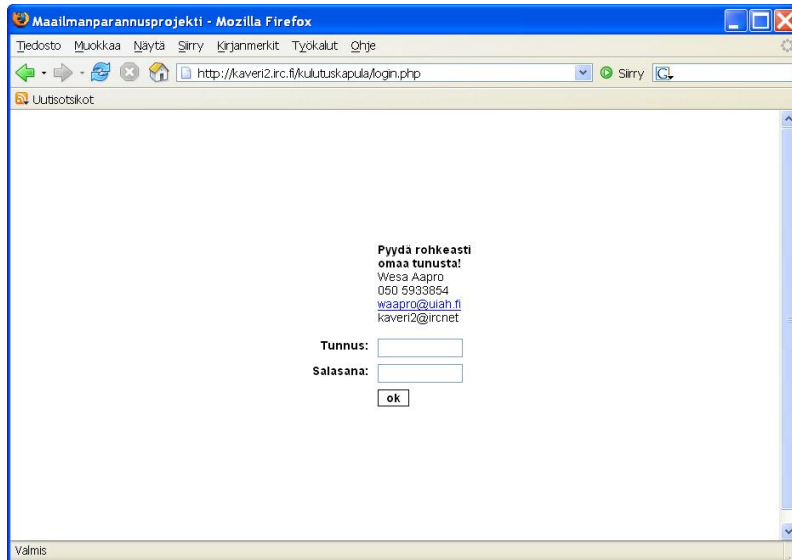 Maailmanparannusprojekti - Mozilla Firefox
Tiedosto Muokkaa Näytä Siirry Kirjanmerkit Työkalut Ohje
http://kaveri2.irc.fi/kulutuskapula/login.php Siirry G
Uutisotsikot
Pyydä rohkeasti
omaa tunusta!
Wesa Aapro
050 5933854
waapro@uiah.fi
kaveri2@ircnet
Tunnus:
Salasana:
ok
Valmis